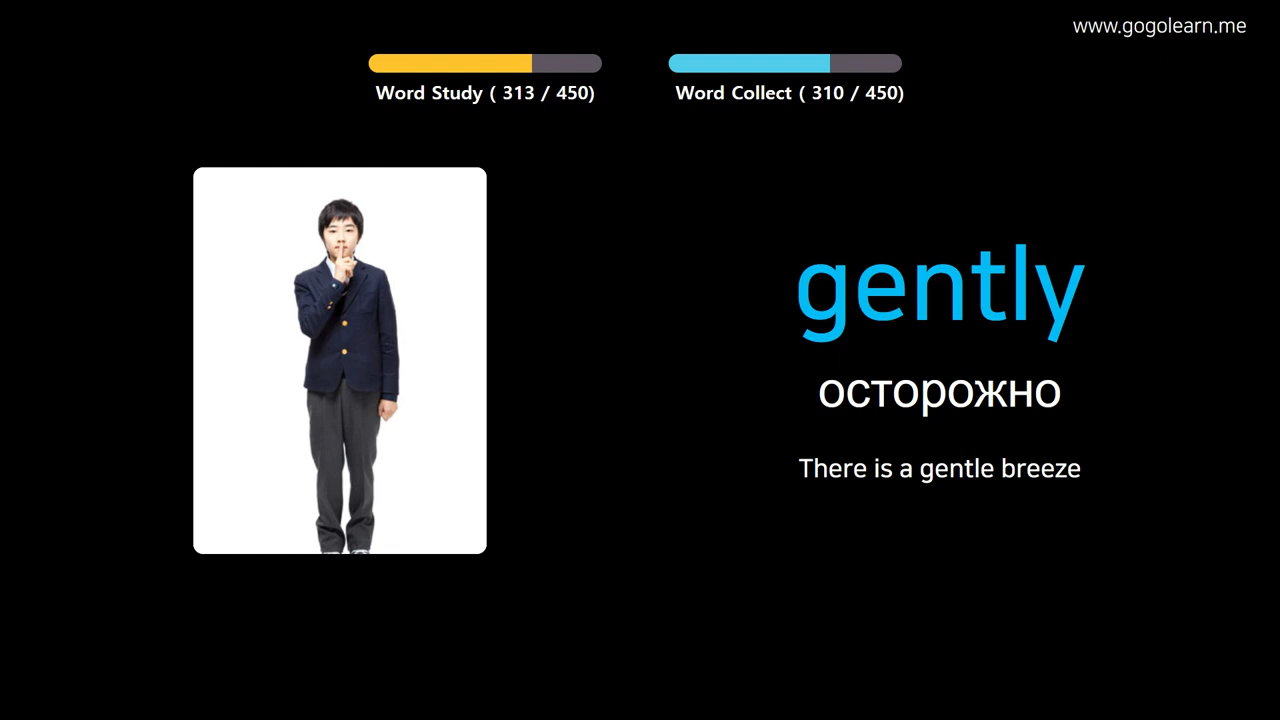 www.gogolearn.me
Word Study ( 313 / 450)
Word Collect ( 310 / 450)
gently
осторожно
There is a gentle breeze